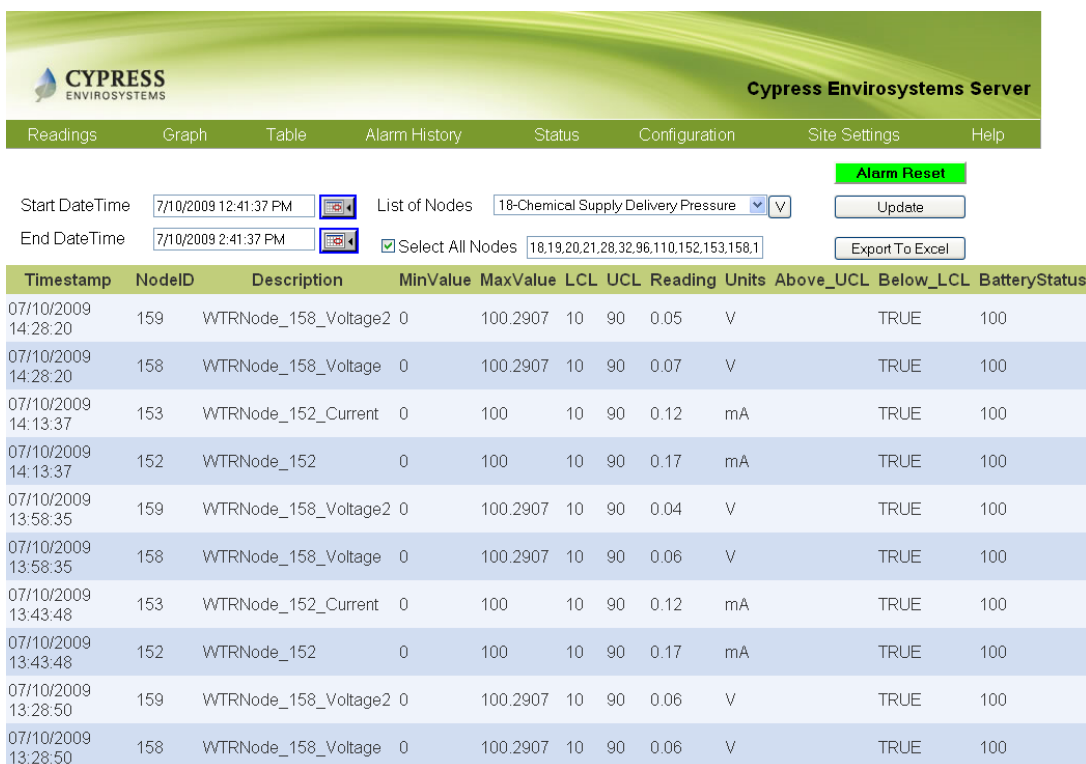 CYPRESS
ENVIROSYSTEMS
Cypress Envirosystems Server
Readings Graph Table Alarm History Status Configuration Site Settings Help
Alarm Reset
Start DateTime 7/10/2009 12:41:37 PM List of Nodes 18-Chemical Supply Delivery Pressure V Update
End DateTime 7/10/2009 2:41:37 PM Select All Nodes 18,19,20,21,28,32,96,110,152,153,158,1 Export To Excel
Timestamp NodeID Description MinValue MaxValue LCL UCL Reading Units Above_UCL Below_LCL BatteryStatus
07/10/2009
14:28:20 159 WTRNode_158_Voltage2 0 100.2907 10 90 0.05 V TRUE 100
07/10/2009
14:28:20 158 WTRNode_158_Voltage 0 100.2907 10 90 0.07 V TRUE 100
07/10/2009
14:13:37 153 WTRNode_152_Current 0 100 10 90 0.12 mA TRUE 100
07/10/2009
14:13:37 152 WTRNode_152 0 100 10 90 0.17 mA TRUE 100
07/10/2009
13:58:35 159 WTRNode_158_Voltage2 0 100.2907 10 90 0.04 V TRUE 100
07/10/2009
13:58:35 158 WTRNode_158_Voltage 0 100.2907 10 90 0.06 V TRUE 100
07/10/2009
13:43:48 153 WTRNode_152_Current 0 100 10 90 0.12 mA TRUE 100
07/10/2009
13:43:48 152 WTRNode_152 0 100 10 90 0.17 mA TRUE 100
07/10/2009
13:28:50 159 WTRNode_158_Voltage2 0 100.2907 10 90 0.06 V TRUE 100
07/10/2009
13:28:50 158 WTRNode_158_Voltage 0 100.2907 10 90 0.06 V TRUE 100